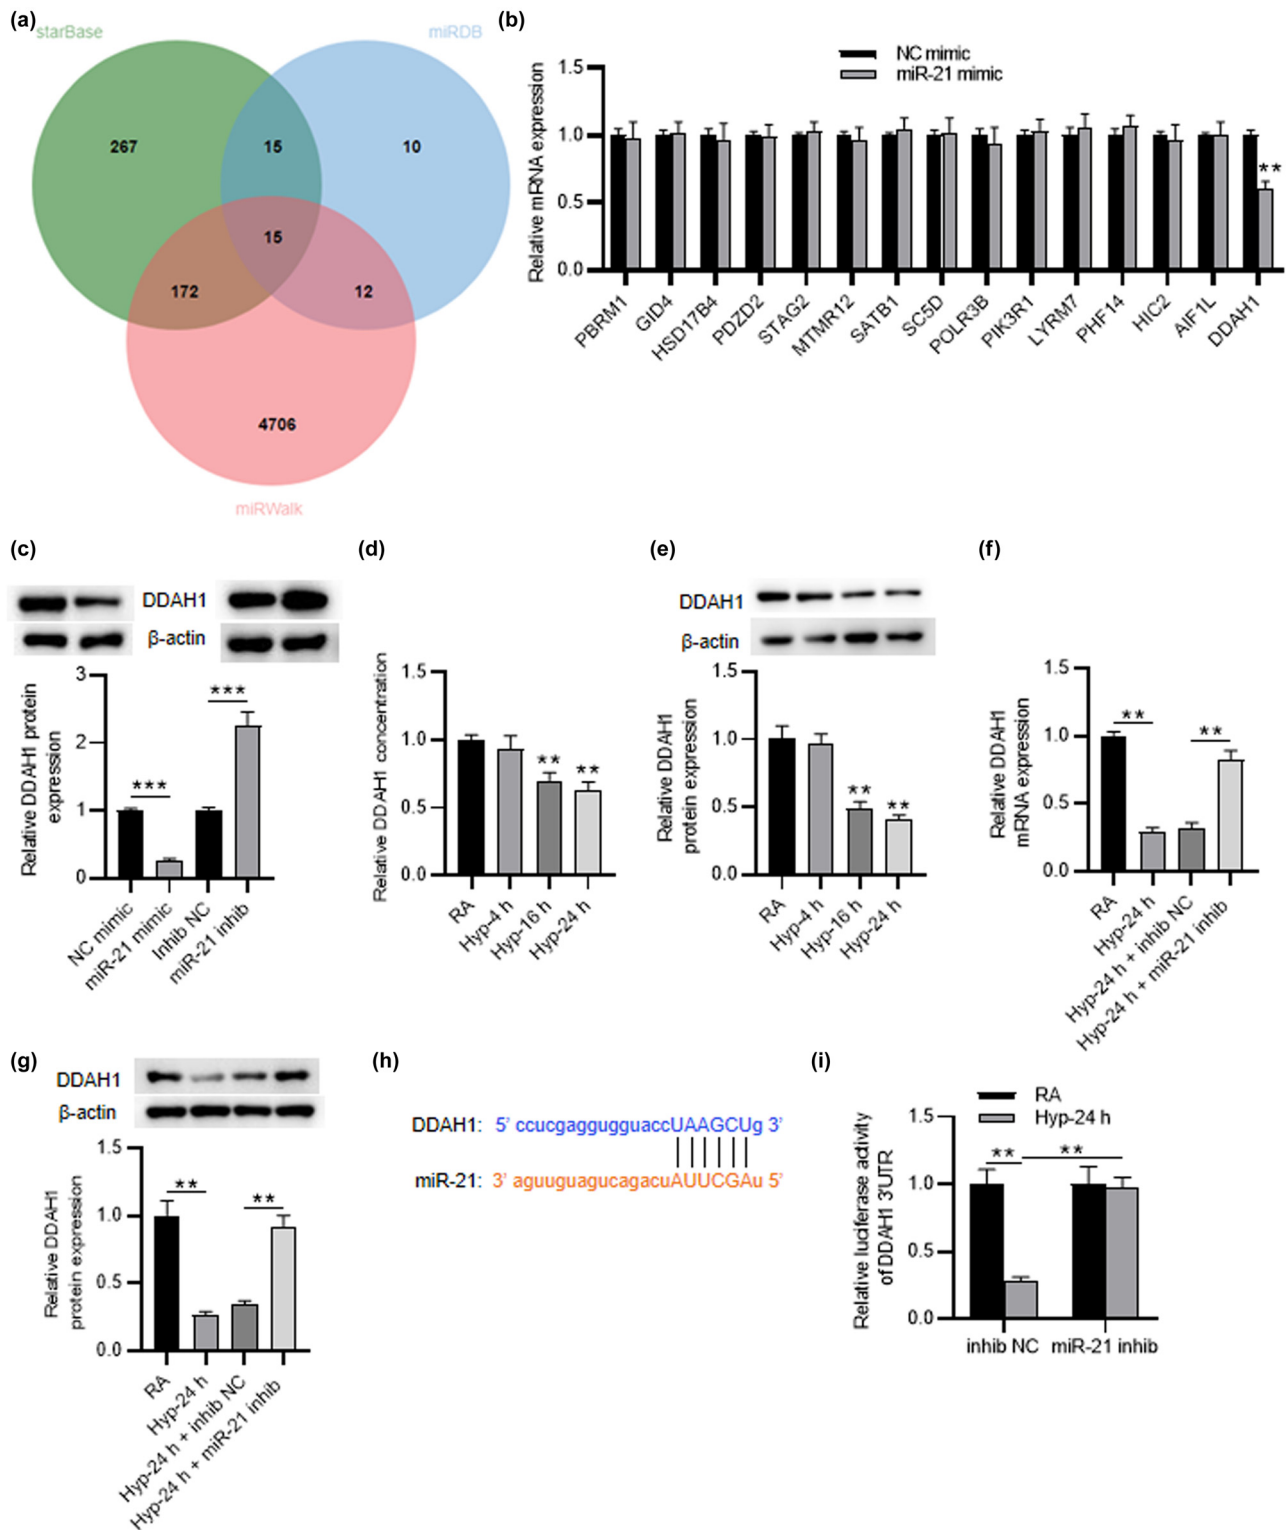 (a)
starBase
miRDB
267
15
10
15
172
12
4706
miRWalk
(b)
NC mimic
miR-21 mimic
Relative mRNA expression
1.5
1.0
0.5
0.0
**
PBRM1
GID4
HSD17B4
PDZD2
STAG2
MTMR12
SATB1
SC5D
POLR3B
PIK3R1
LYRM7
PHF14
HIC2
AIF1L
DDAH1
(c)
DDAH1
β-actin
Relative DDAH1 protein
expression
3
2
1
0
***
***
NC mimic
miR-21 mimic
Inhib NC
miR-21 inhib
(d)
Relative DDAH1 concentration
1.5
1.0
0.5
0.0
**
**
RA
Hyp-4 h
Hyp-16 h
Hyp-24 h
(e)
DDAH1
β-actin
Relative DDAH1
protein expression
1.5
1.0
0.5
0.0
**
**
RA
Hyp-4 h
Hyp-16 h
Hyp-24 h
(f)
Relative DDAH1
mRNA expression
1.5
1.0
0.5
0.0
**
**
RA
Hyp-24 h
Hyp-24 h + inhib NC
Hyp-24 h + miR-21 inhib
(g)
DDAH1
β-actin
Relative DDAH1
protein expression
1.5
1.0
0.5
0.0
**
**
RA
Hyp-24 h
Hyp-24 h + inhib NC
Hyp-24 h + miR-21 inhib
(h)
DDAH1: 5' ccucgaggugguaccUAAGCUg 3'
miR-21: 3' aguuguagucagacuAUUCGAu 5'
(i)
RA
Hyp-24 h
Relative luciferase activity
of DDAH1 3'UTR
1.5
1.0
0.5
0.0
**
**
inhib NC
miR-21 inhib